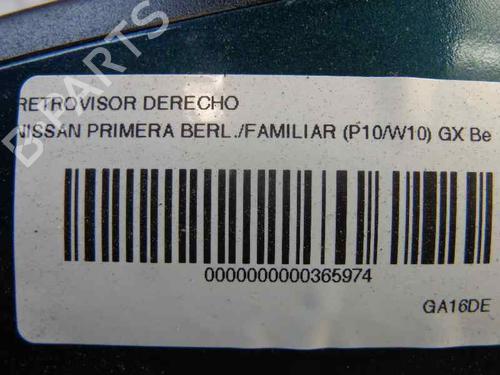 RETROVISOR DERECHO
NISSAN PRIMERA BERL./FAMILIAR (P10/W10) GX Be
0000000000365974
GA16DE
B-PARTS